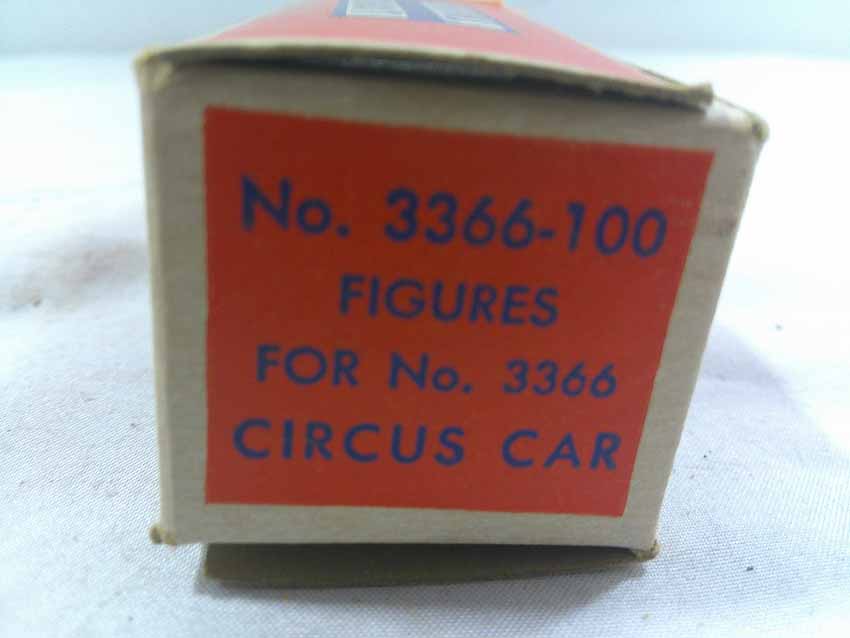 No. 3366-100
FIGURES
FOR No. 3366
CIRCUS CAR